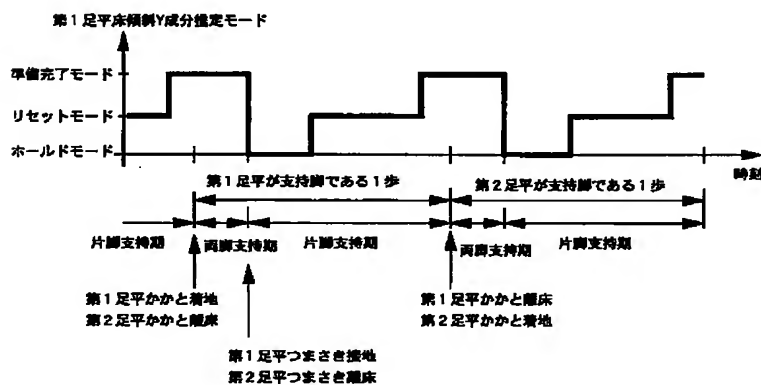 第1足平床傾斜Y成分推定モード
準備完了モード
リセットモード
ホールドモード
時刻
第1足平が支持脚である1歩
第2足平が支持脚である1歩
片脚支持期
両脚支持期
片脚支持期
両脚支持期
片脚支持期
第1足平かかと着地
第2足平かかと離床
第1足平かかと離床
第2足平かかと着地
第1足平つまさき接地
第2足平つまさき離床